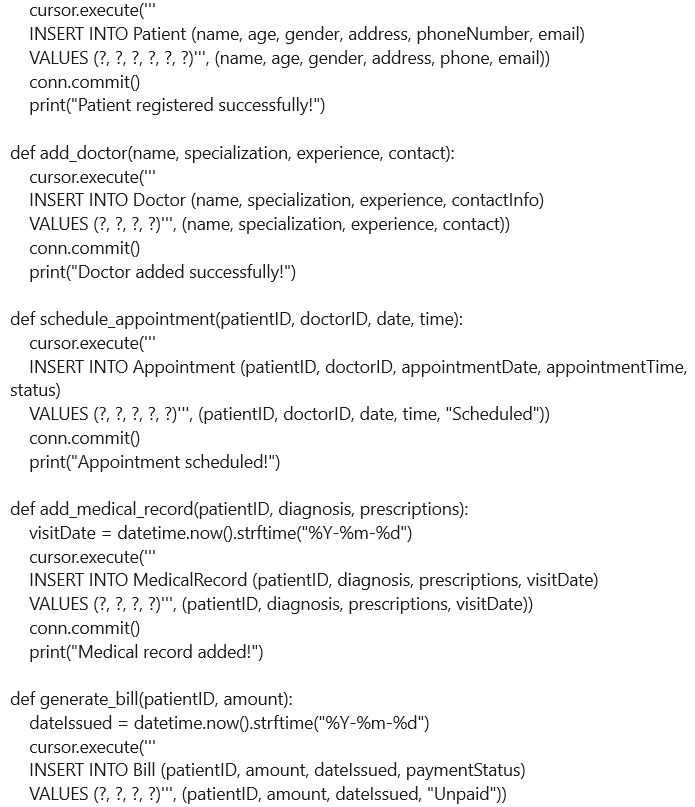 cursor.execute('''
INSERT INTO Patient (name, age, gender, address, phoneNumber, email)
VALUES (?, ?, ?, ?, ?, ?)''', (name, age, gender, address, phone, email))
conn.commit()
print("Patient registered successfully!")
def add_doctor(name, specialization, experience, contact):
cursor.execute('''
INSERT INTO Doctor (name, specialization, experience, contactInfo)
VALUES (?, ?, ?, ?)''', (name, specialization, experience, contact))
conn.commit()
print("Doctor added successfully!")
def schedule_appointment(patientID, doctorID, date, time):
cursor.execute('''
INSERT INTO Appointment (patientID, doctorID, appointmentDate, appointmentTime,
status)
VALUES (?, ?, ?, ?, ?)''', (patientID, doctorID, date, time, "Scheduled"))
conn.commit()
print("Appointment scheduled!")
def add_medical_record(patientID, diagnosis, prescriptions):
visitDate = datetime.now().strftime("%Y-%m-%d")
cursor.execute('''
INSERT INTO MedicalRecord (patientID, diagnosis, prescriptions, visitDate)
VALUES (?, ?, ?, ?)''', (patientID, diagnosis, prescriptions, visitDate))
conn.commit()
print("Medical record added!")
def generate_bill(patientID, amount):
dateIssued = datetime.now().strftime("%Y-%m-%d")
cursor.execute('''
INSERT INTO Bill (patientID, amount, dateIssued, paymentStatus)
VALUES (?, ?, ?, ?)''', (patientID, amount, dateIssued, "Unpaid"))